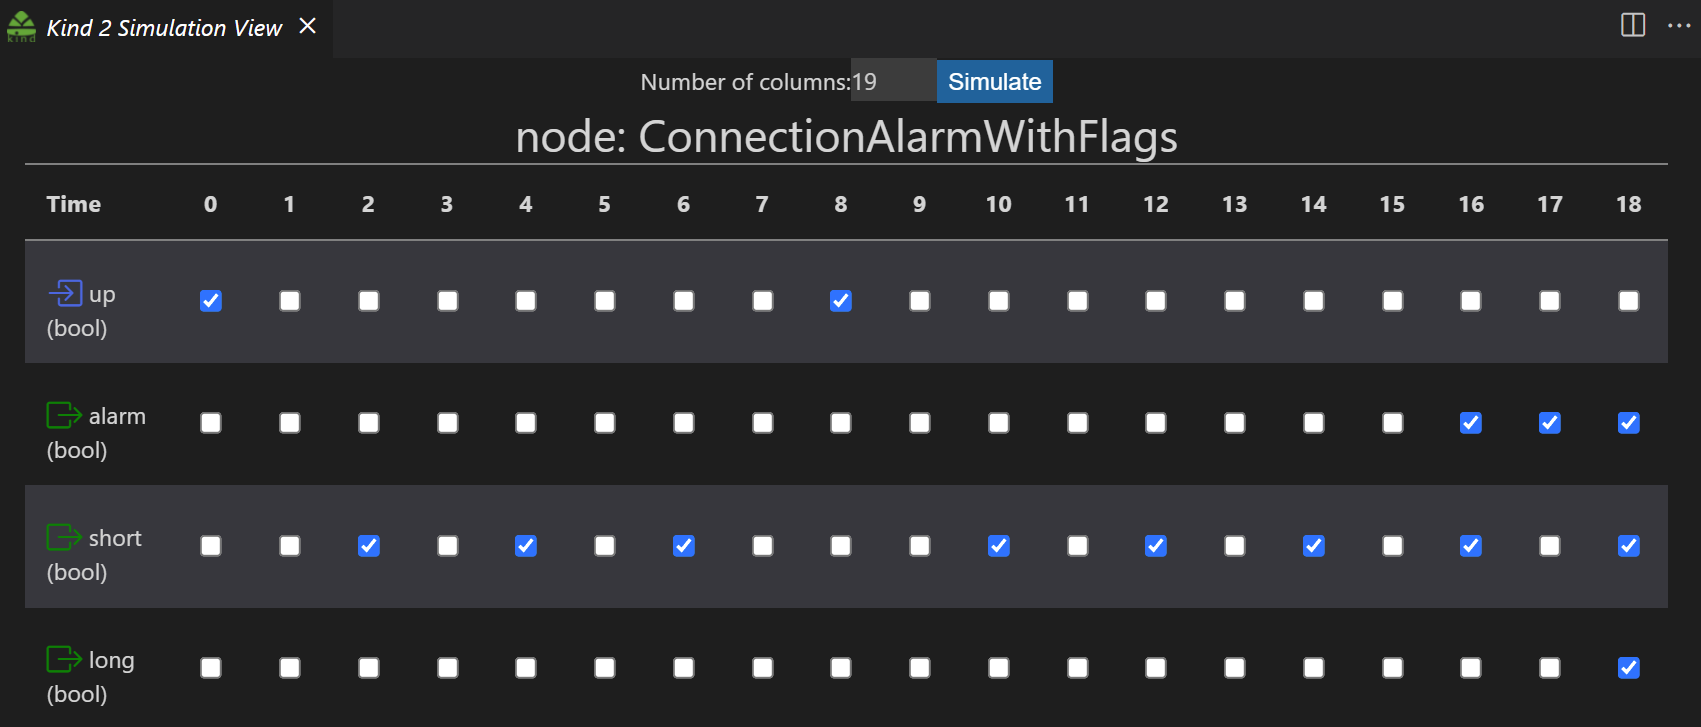 kind Kind 2 Simulation View
Number of columns:19 Simulate
node: ConnectionAlarmWithFlags
Time 0 1 2 3 4 5 6 7 8 9 10 11 12 13 14 15 16 17 18
up
(bool)
alarm
(bool)
short
(bool)
long
(bool)